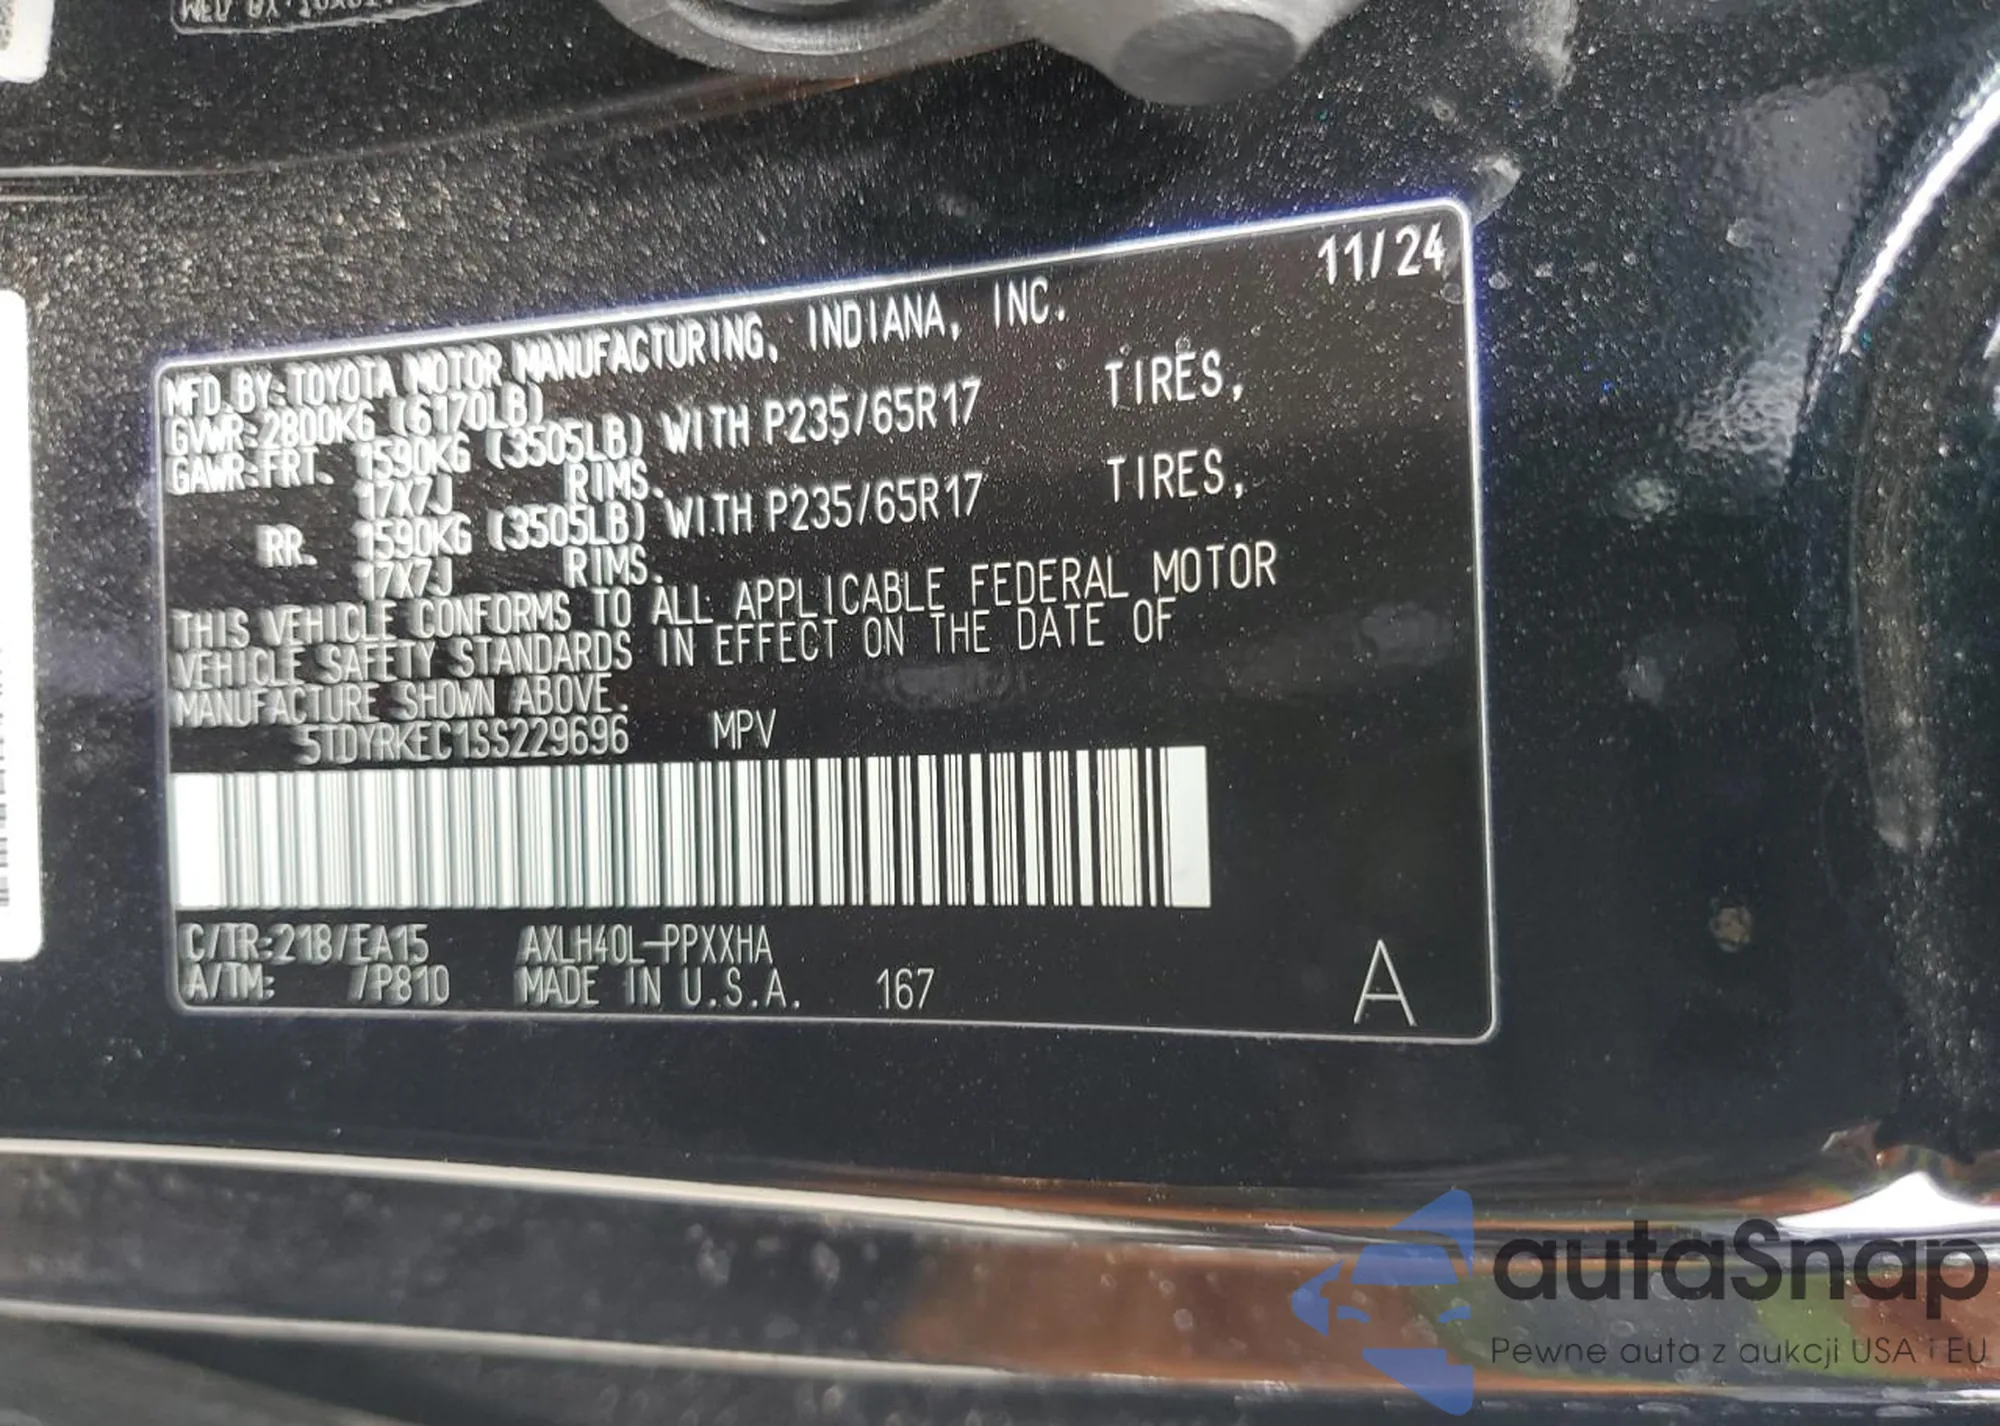 11/24
MFD. BY: TOYOTA MOTOR MANUFACTURING, INDIANA, INC.
GVWR: 2800KG (6170LB)
GAWR: FRT. 1590KG (3505LB) WITH P235/65R17 TIRES,
17X7J RIMS.
RR. 1590KG (3505LB) WITH P235/65R17 TIRES,
17X7J RIMS.
THIS VEHICLE CONFORMS TO ALL APPLICABLE FEDERAL MOTOR
VEHICLE SAFETY STANDARDS IN EFFECT ON THE DATE OF
MANUFACTURE SHOWN ABOVE.
5TDYRKEC1SS229696 MPV
C/TR: 218/EA15 AXLH40L-PPXXHA
A/TM: /P810 MADE IN U.S.A. 167 A
autaSnap
Pewne auta z aukcji USA i EU